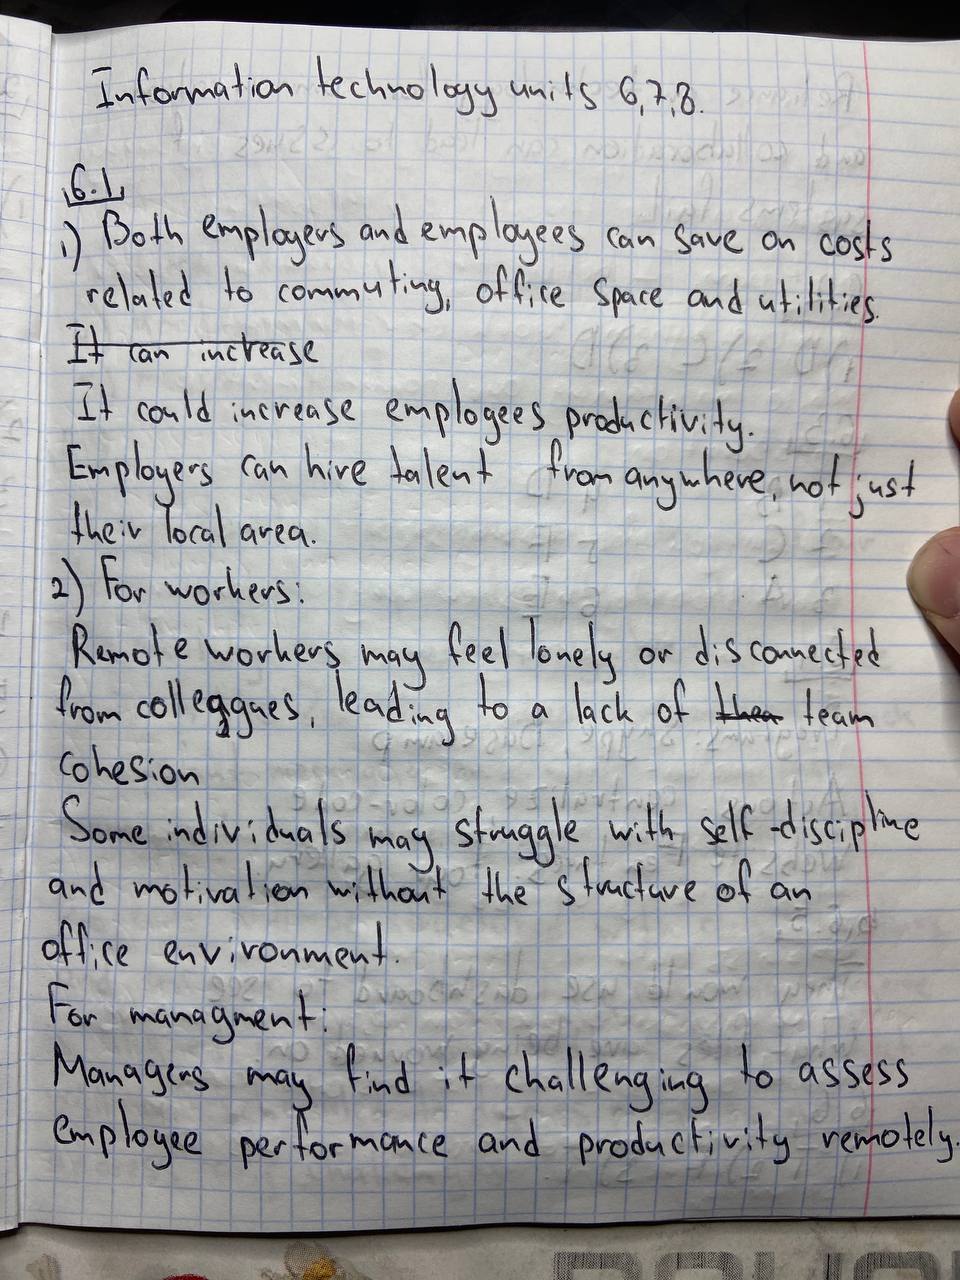 Information technology units 6,7,8.
6.1
1) Both employers and employees can save on costs
related to commuting, office space and utilities.
It can increase
It could increase employees productivity.
Employers can hire talent from anywhere, not just
their local area.
2) For workers:
Remote workers may feel lonely or disconnected
from colleggues, leading to a lack of then team
cohesion
Some individuals may struggle with self-discipline
and motivation without the structure of an
office environment.
For managment:
Managers may find it challenging to assess
employee performance and productivity remotely.